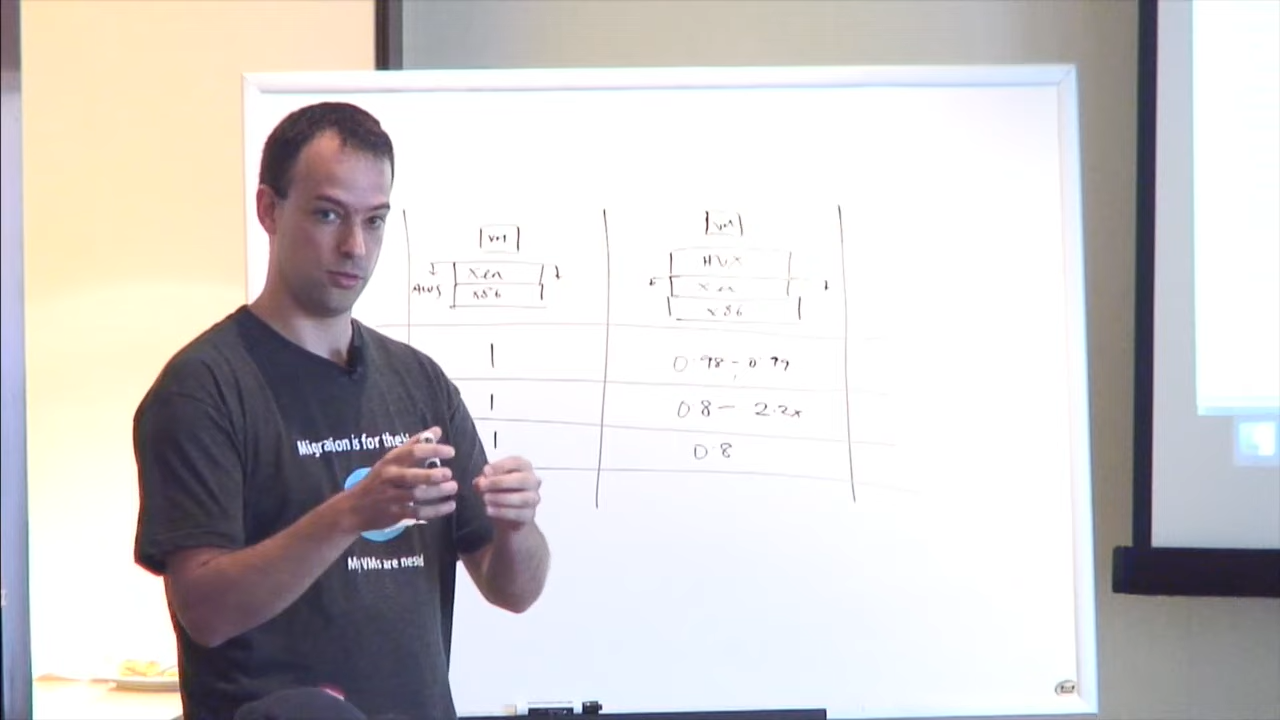 VM
Xen
AWS
x86
VM
HVX
Xen
x86
1
0.98 - 0.99
1
0.8 - 2.2x
1
0.8
Migration is for the
My VMs are nested